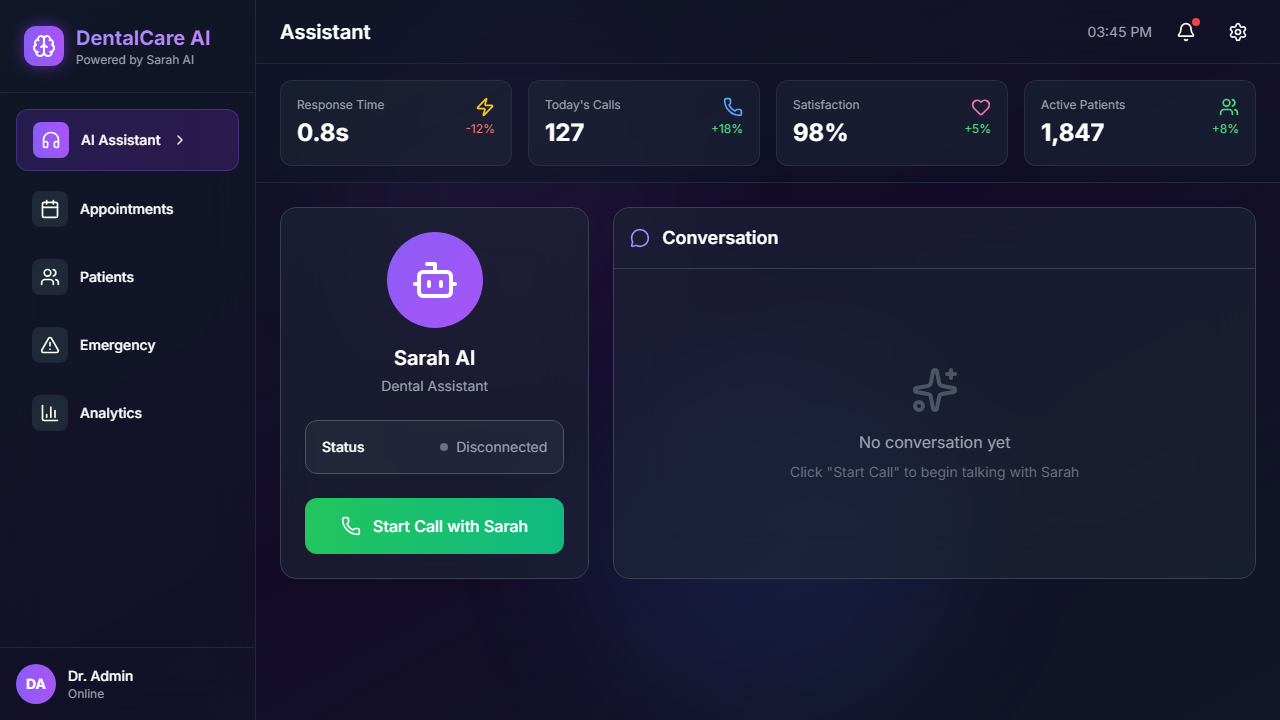 DentalCare AI
Powered by Sarah AI
AI Assistant
Appointments
Patients
Emergency
Analytics
DA
Dr. Admin
Online
Assistant
03:45 PM
Response Time
0.8s
-12%
Today's Calls
127
+18%
Satisfaction
98%
+5%
Active Patients
1,847
+8%
Sarah AI
Dental Assistant
Status
Disconnected
Start Call with Sarah
Conversation
No conversation yet
Click "Start Call" to begin talking with Sarah